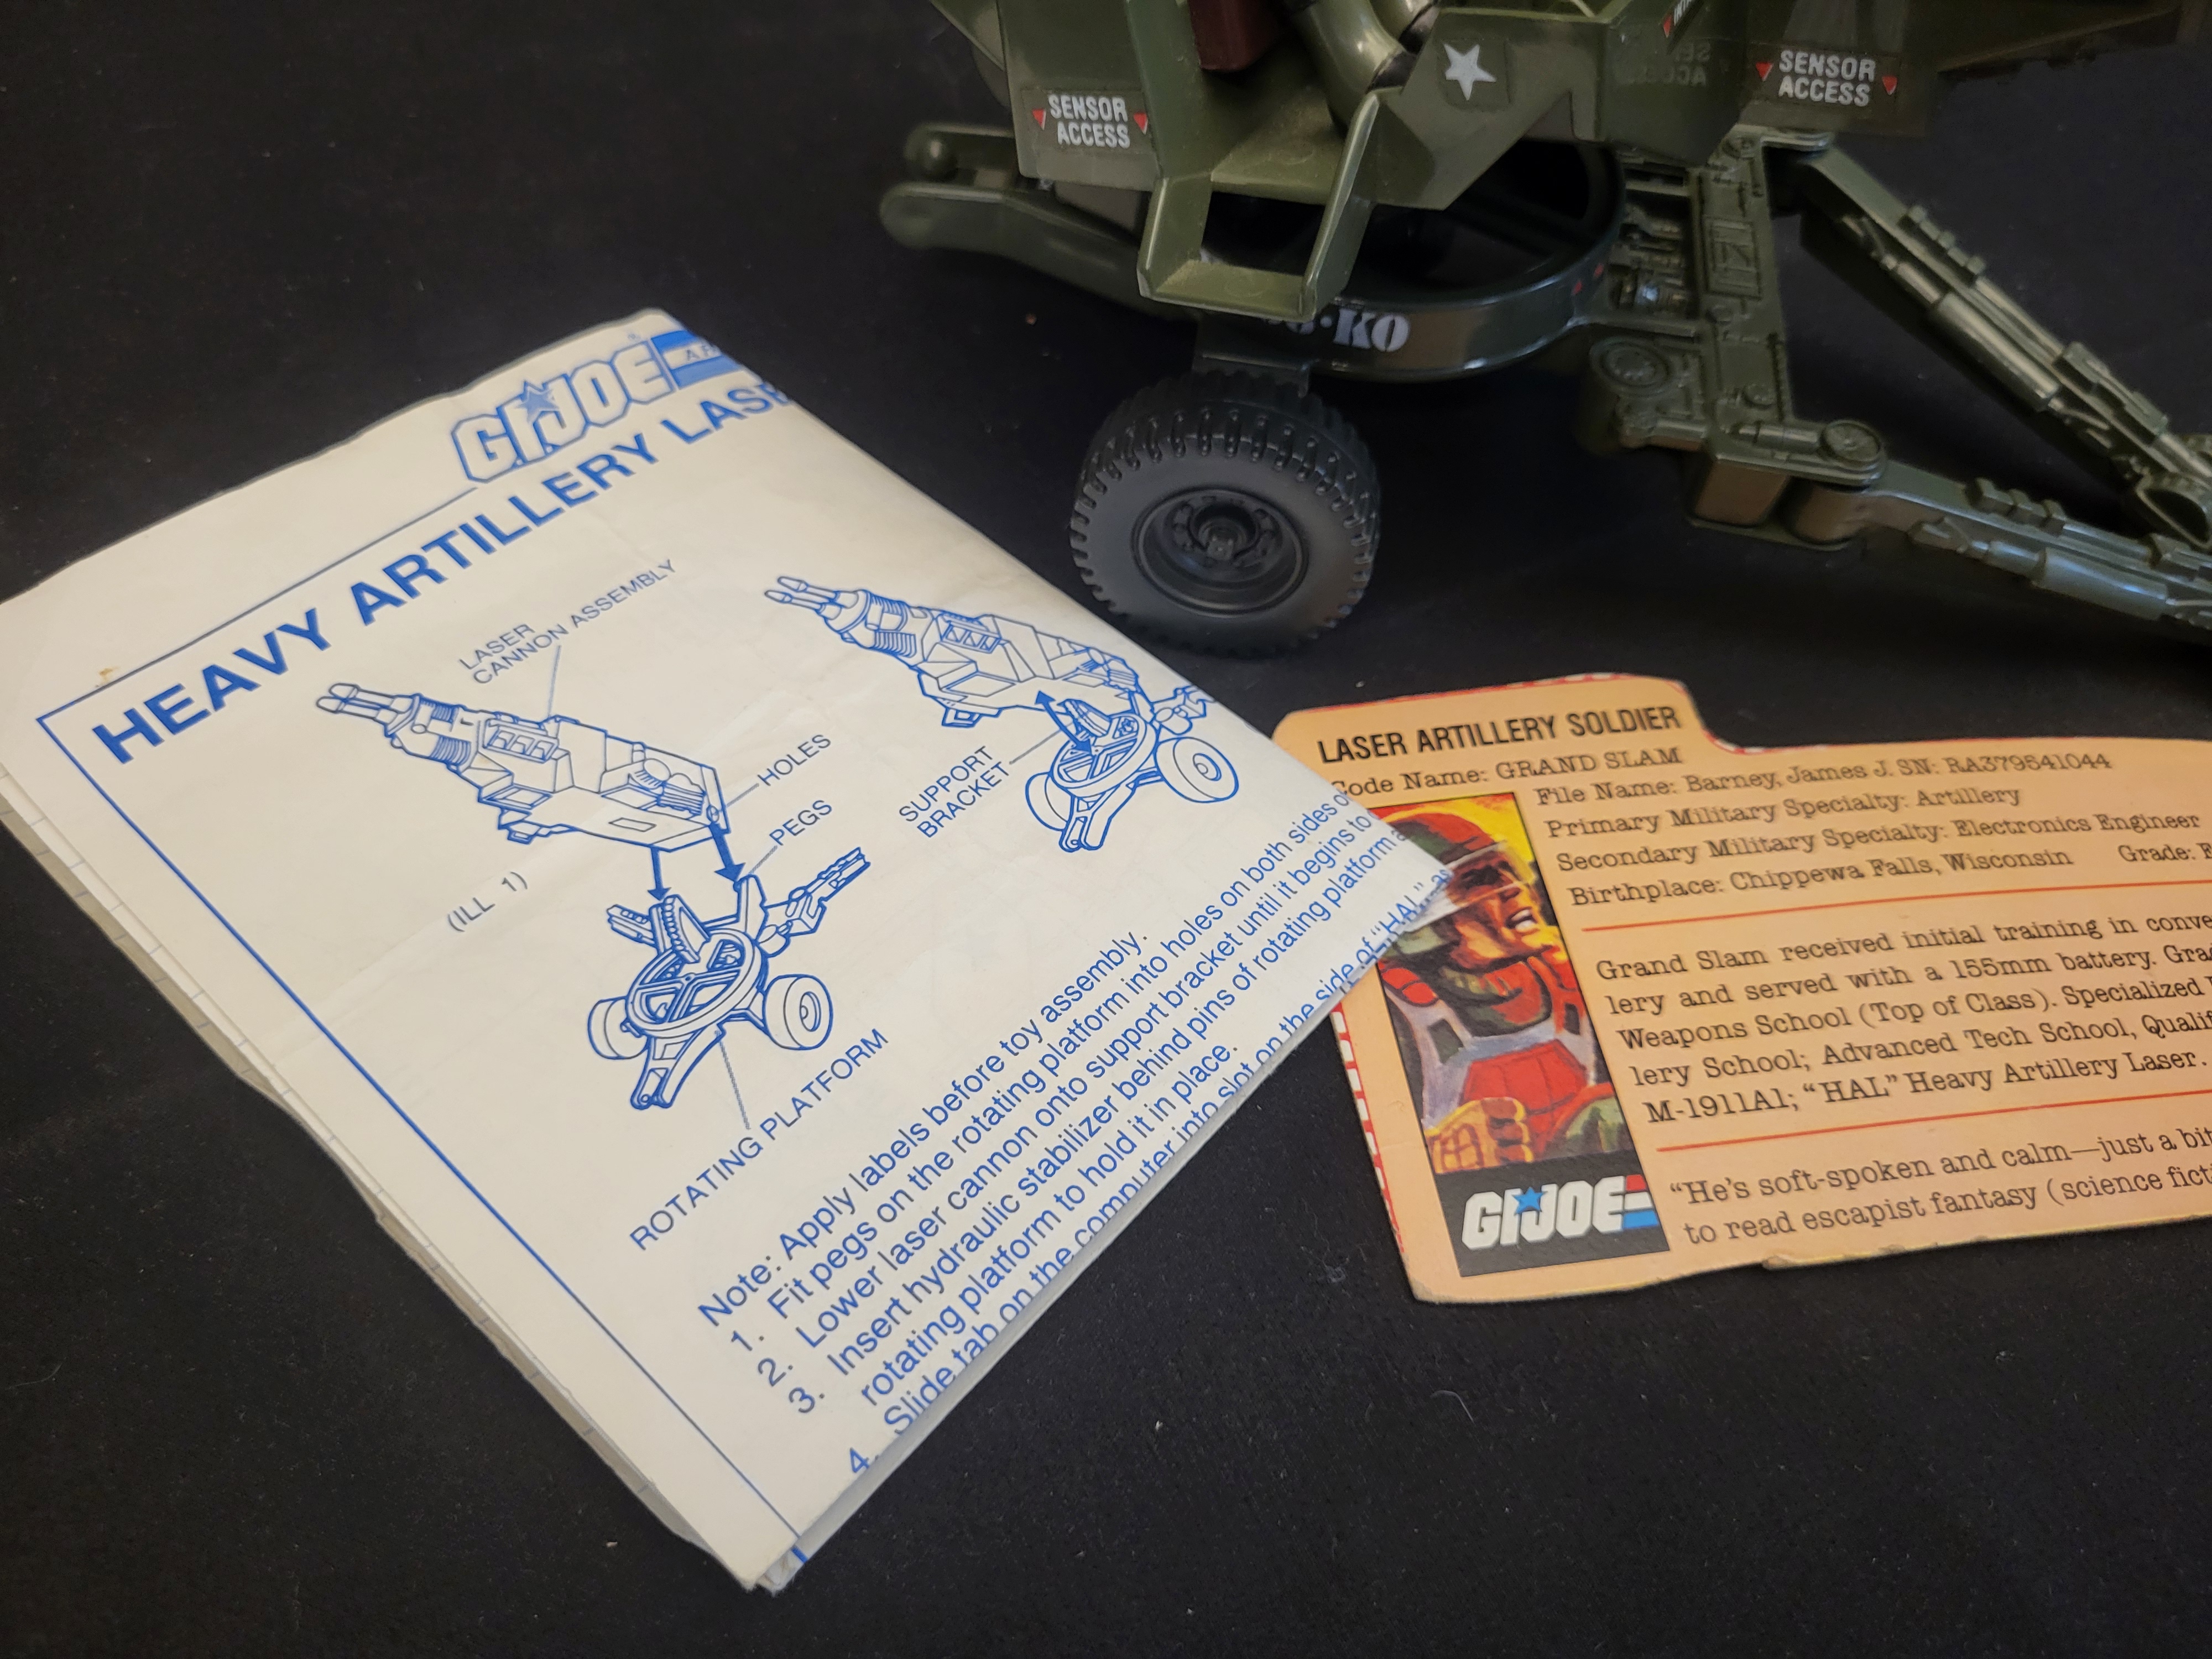 SENSOR
ACCESS
SENSOR
ACCESS
KO
G.I. JOE
HEAVY ARTILLERY
LASER
CANNON ASSEMBLY
HOLES
PEGS
(ILL 1)
SUPPORT
BRACKET
ROTATING PLATFORM
Note: Apply labels before toy assembly.
1. Fit pegs on the rotating platform into holes on both sides
2. Lower laser cannon onto support bracket until it begins to
3. Insert hydraulic stabilizer behind pins of rotating platform
rotating platform to hold it in place.
4. Slide tab on the computer into slot on the side of "HAL" as
LASER ARTILLERY SOLDIER
Code Name: GRAND SLAM
File Name: Barney, James J. SN: RA379541044
Primary Military Specialty: Artillery
Secondary Military Specialty: Electronics Engineer
Birthplace: Chippewa Falls, Wisconsin Grade:
Grand Slam received initial training in
lery and served with a 155mm battery.
Weapons School (Top of Class). Specialized
lery School; Advanced Tech School,
M-1911A1; "HAL" Heavy Artillery Laser.
"He's soft-spoken and calm—just a
to read escapist fantasy (science
GI JOE